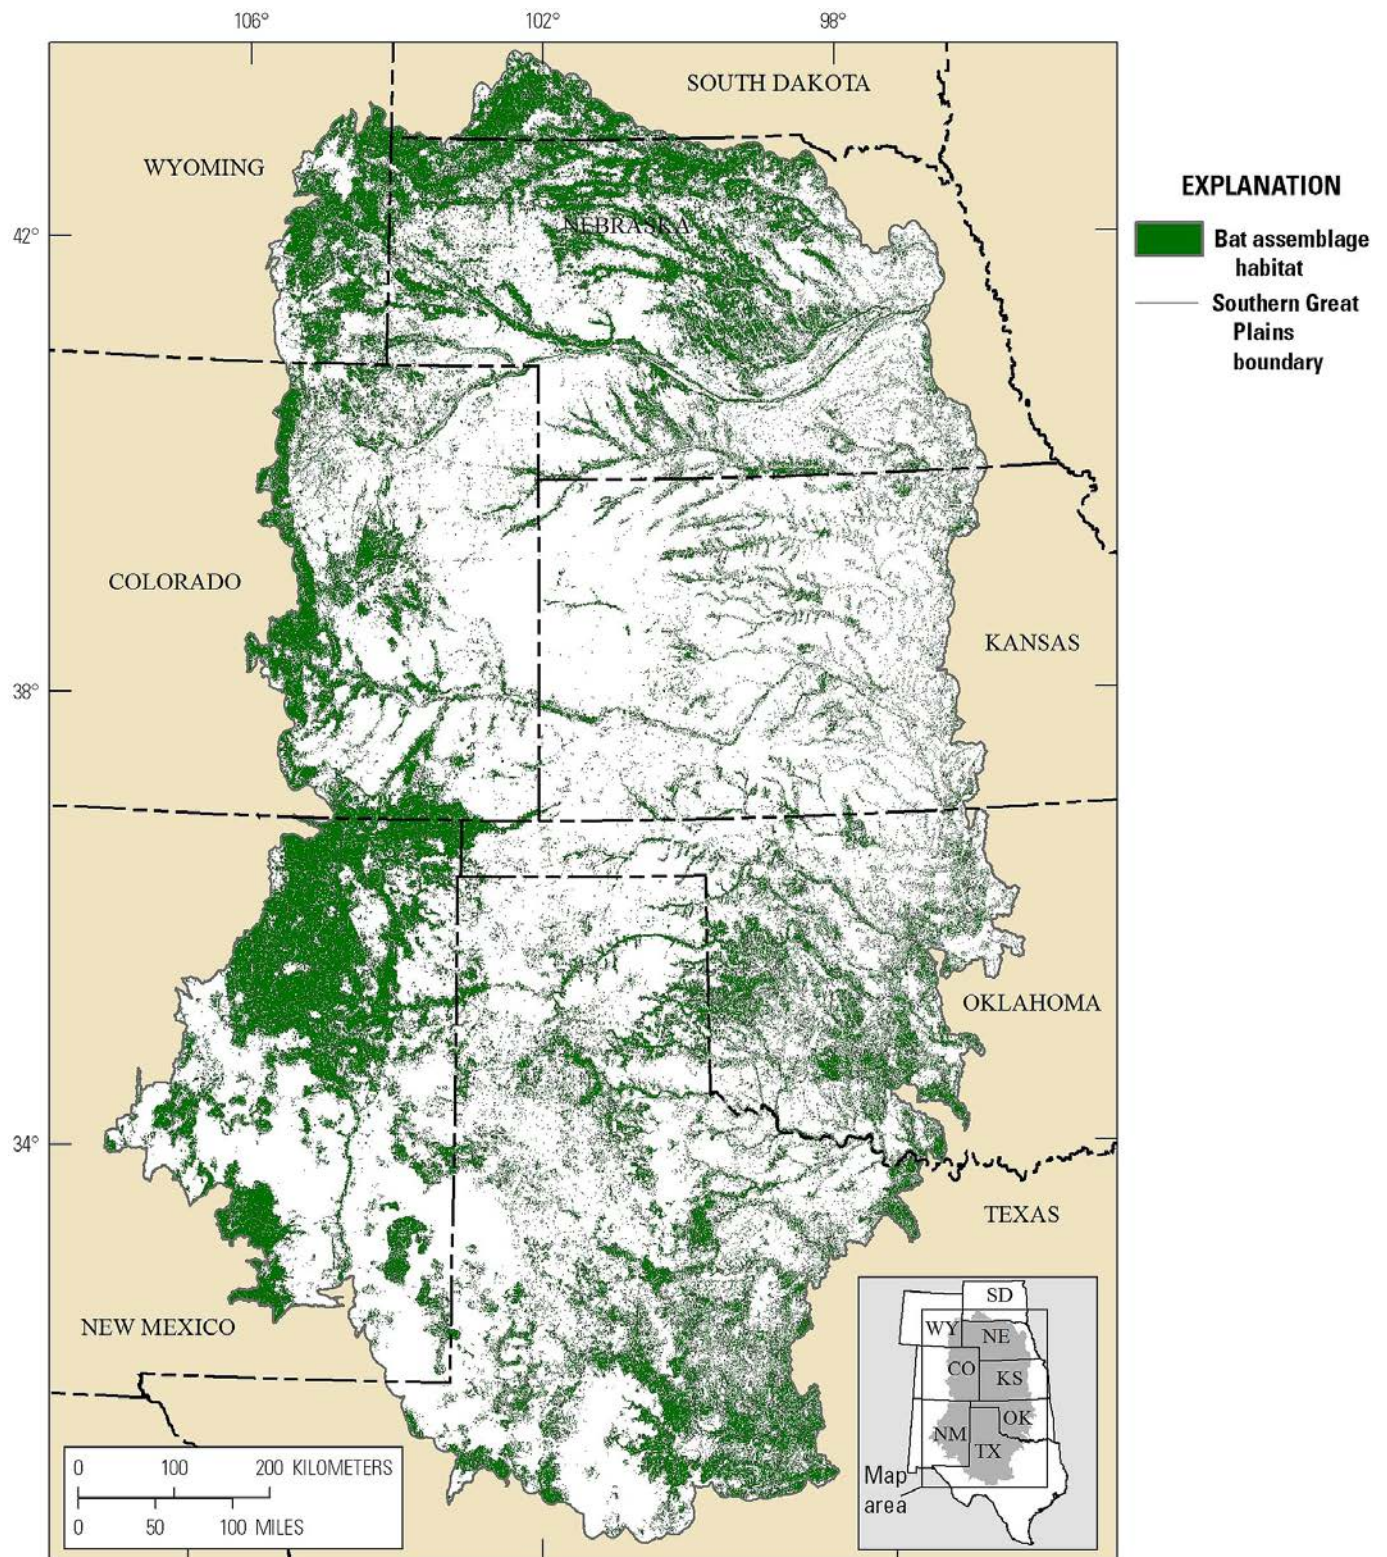 106°
102°
98°
SOUTH DAKOTA
WYOMING
EXPLANATION
Bat assemblage
habitat
42°
NEBRASKA
Southern Great
Plains
boundary
COLORADO
KANSAS
38°
OKLAHOMA
34°
TEXAS
NEW MEXICO
SD
WY
NE
CO
KS
OK
NM
TX
Map
area
0 100 200 KILOMETERS
0 50 100 MILES